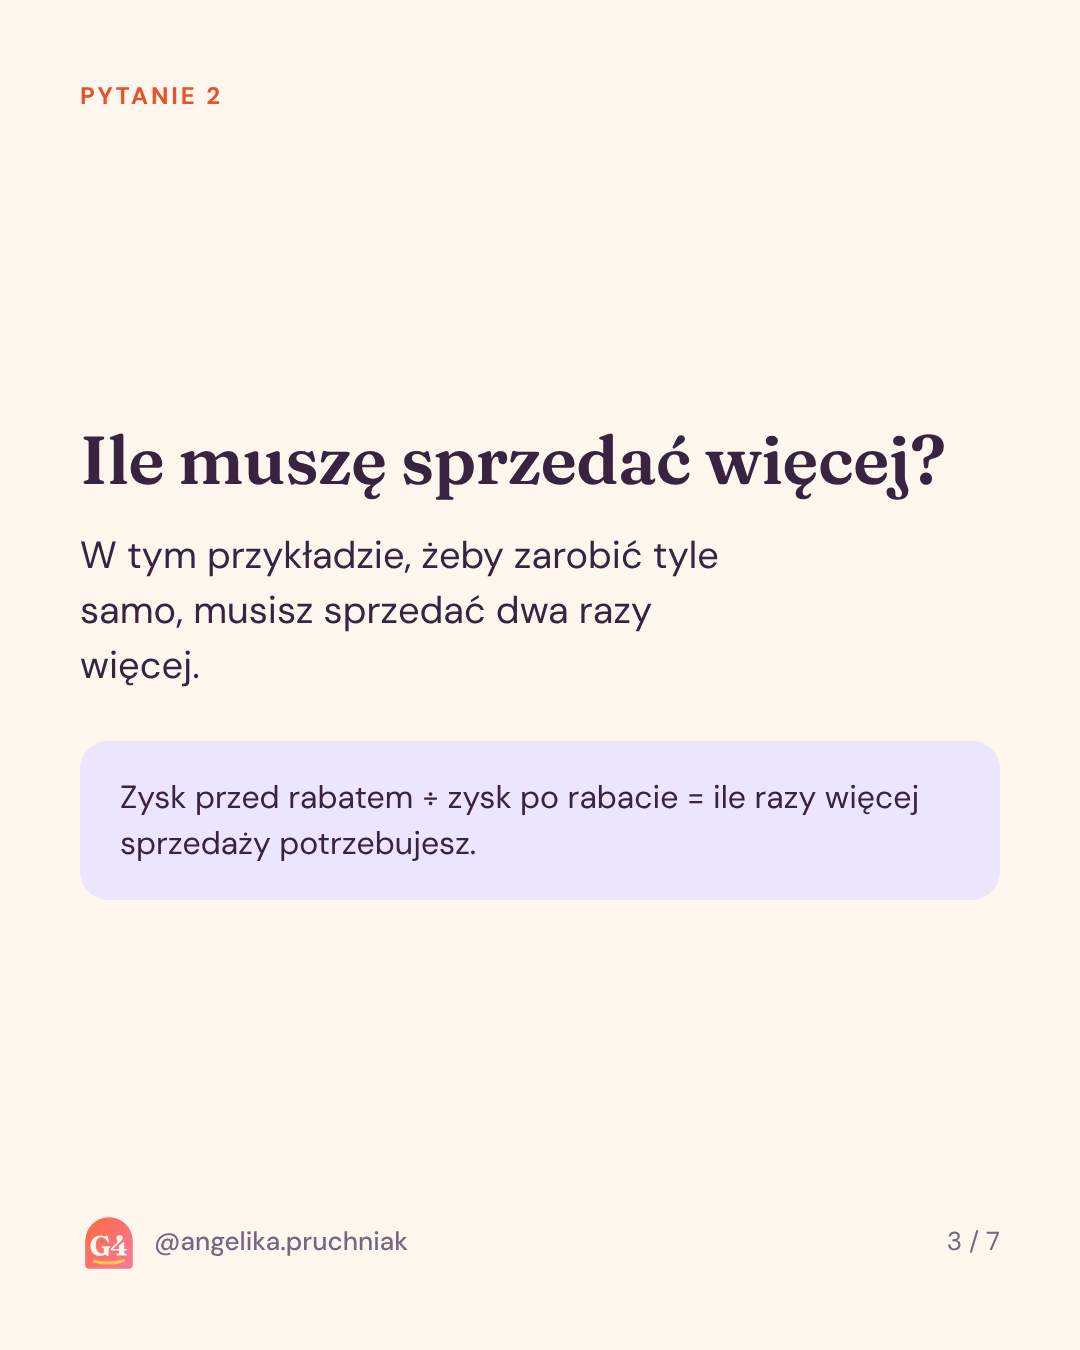 PYTANIE 2
Ile muszę sprzedać więcej?
W tym przykładzie, żeby zarobić tyle
samo, musisz sprzedać dwa razy
więcej.
Zysk przed rabatem ÷ zysk po rabacie = ile razy więcej
sprzedaży potrzebujesz.
G4
@angelika.pruchniak
3 / 7